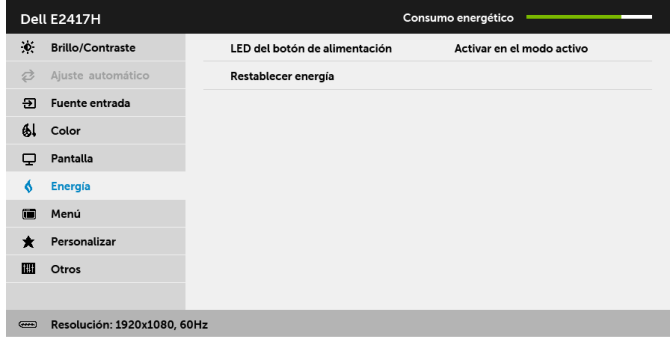 Dell E2417H
Consumo energético
Brillo/Contraste
LED del botón de alimentación
Activar en el modo activo
Ajuste automático
Restablecer energía
Fuente entrada
Color
Pantalla
Energía
Menú
Personalizar
Otros
Resolución: 1920x1080, 60Hz